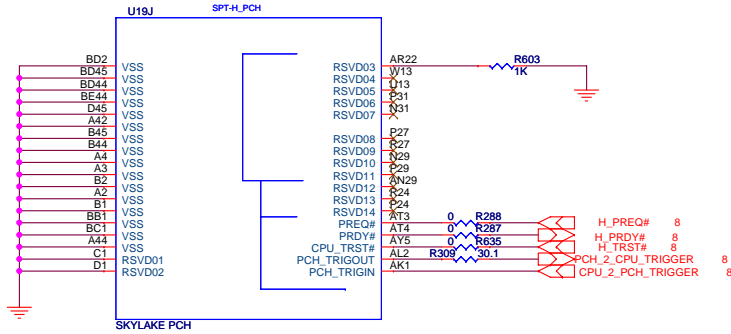 U19J SPT-H_PCH
BD2 VSS RSVD03 AR22 R603 1K
BD45 VSS RSVD04 W13
BD44 VSS RSVD05 U13
BE44 VSS RSVD06 P31
D45 VSS RSVD07 N31
A42 VSS
B45 VSS RSVD08 P27
B44 VSS RSVD09 R27
A4 VSS RSVD10 N29
A3 VSS RSVD11 P29
B2 VSS RSVD12 AN29
A2 VSS RSVD13 R24
B1 VSS RSVD14 P24
BB1 VSS PREQ# AT3 0 R288 H_PREQ# 8
BC1 VSS PRDY# AT4 0 R287 H_PRDY# 8
A44 VSS CPU_TRST# AY5 0 R635 H_TRST# 8
C1 RSVD01 PCH_TRIGOUT AL2 R309 30.1 PCH_2_CPU_TRIGGER 8
D1 RSVD02 PCH_TRIGIN AK1 CPU_2_PCH_TRIGGER 8
SKYLAKE PCH